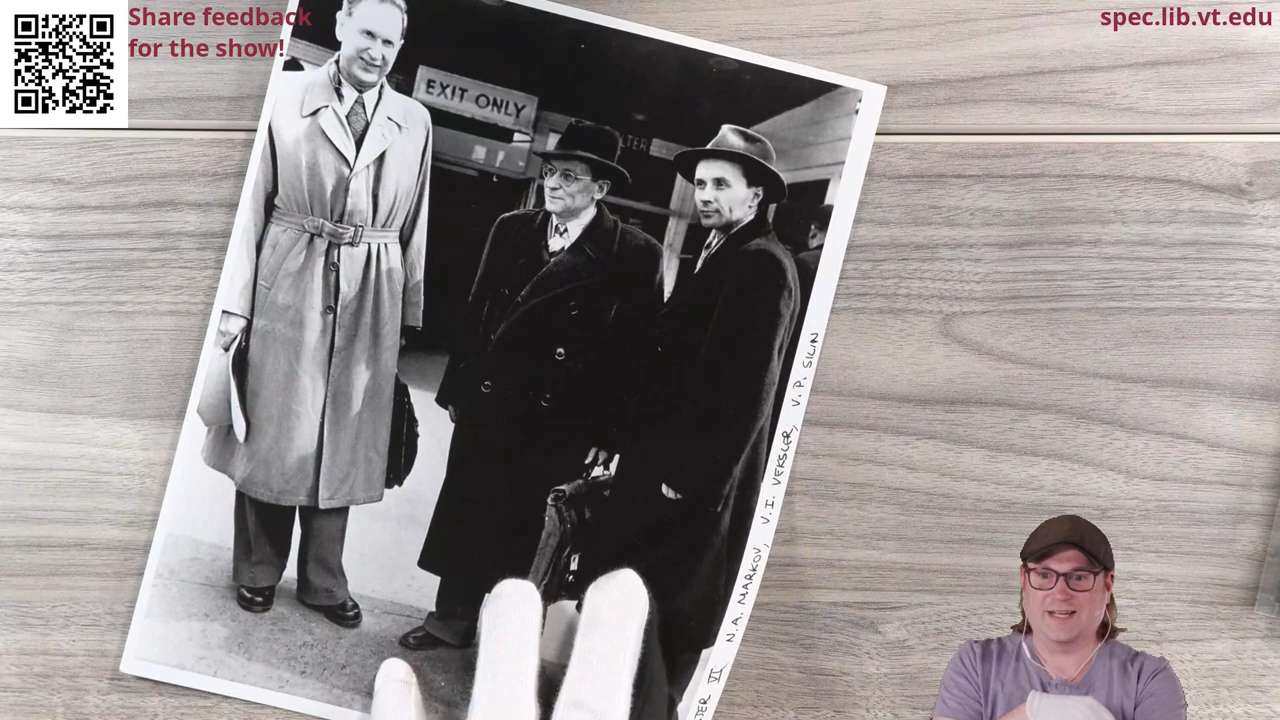 Share feedback
for the show!
spec.lib.vt.edu
EXIT ONLY
N.A. MARKOV, V.I. VEKSLER, V.P. SILIN